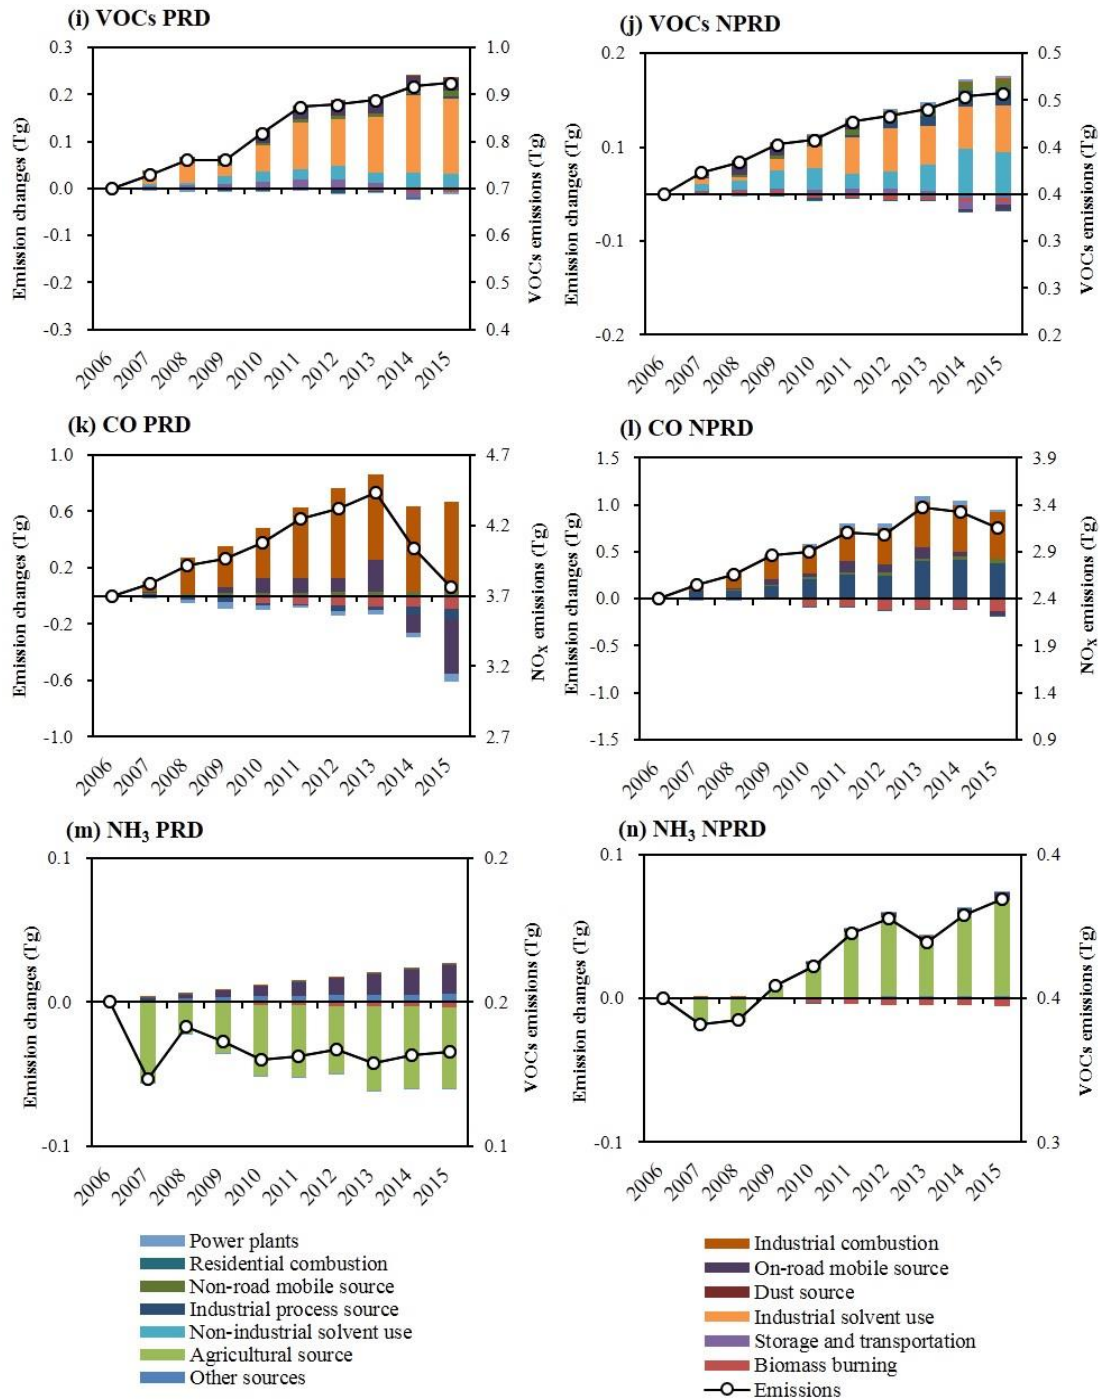 (i) VOCs PRD
0.3
0.2
0.1
0.0
-0.1
-0.2
-0.3
Emission changes (Tg)
1.0
0.9
0.8
0.7
0.6
0.5
0.4
VOCs emissions (Tg)
2006 2007 2008 2009 2010 2011 2012 2013 2014 2015
(j) VOCs NPRD
0.2
0.1
-0.1
-0.2
Emission changes (Tg)
0.5
0.5
0.4
0.4
0.3
0.3
0.2
VOCs emissions (Tg)
2006 2007 2008 2009 2010 2011 2012 2013 2014 2015
(k) CO PRD
1.0
0.6
0.2
-0.2
-0.6
-1.0
Emission changes (Tg)
4.7
4.2
3.7
3.2
2.7
NOX emissions (Tg)
2006 2007 2008 2009 2010 2011 2012 2013 2014 2015
(l) CO NPRD
1.5
1.0
0.5
0.0
-0.5
-1.0
-1.5
Emission changes (Tg)
3.9
3.4
2.9
2.4
1.9
1.4
0.9
NOX emissions (Tg)
2006 2007 2008 2009 2010 2011 2012 2013 2014 2015
(m) NH3 PRD
0.1
0.0
-0.1
Emission changes (Tg)
0.2
0.2
0.1
VOCs emissions (Tg)
2006 2007 2008 2009 2010 2011 2012 2013 2014 2015
(n) NH3 NPRD
0.1
0.0
-0.1
Emission changes (Tg)
0.4
0.4
0.3
VOCs emissions (Tg)
2006 2007 2008 2009 2010 2011 2012 2013 2014 2015
Power plants
Residential combustion
Non-road mobile source
Industrial process source
Non-industrial solvent use
Agricultural source
Other sources
Industrial combustion
On-road mobile source
Dust source
Industrial solvent use
Storage and transportation
Biomass burning
Emissions